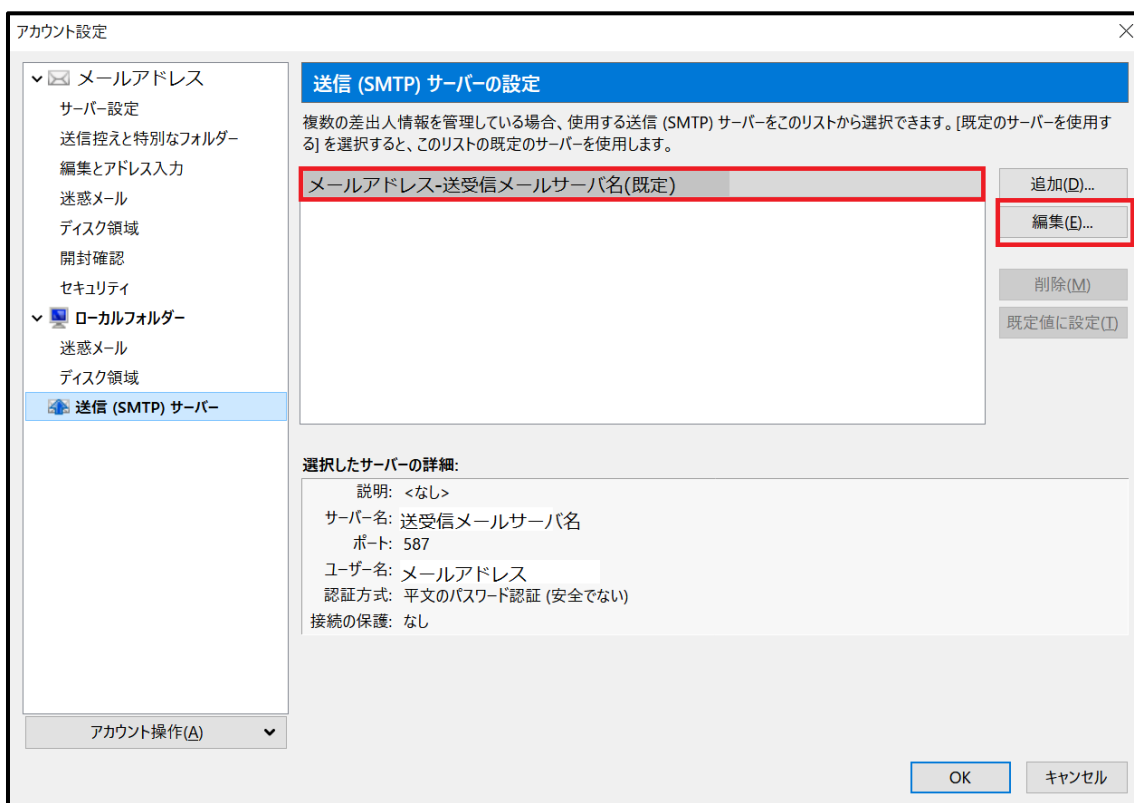 アカウント設定
メールアドレス
サーバー設定
送信控えと特別なフォルダー
編集とアドレス入力
迷惑メール
ディスク領域
開封確認
セキュリティ
ローカルフォルダー
迷惑メール
ディスク領域
送信 (SMTP) サーバー
アカウント操作(A)
送信 (SMTP) サーバーの設定
複数の差出人情報を管理している場合、使用する送信 (SMTP) サーバーをこのリストから選択できます。[既定のサーバーを使用す
る] を選択すると、このリストの既定のサーバーを使用します。
メールアドレス-送受信メールサーバ名(既定)
追加(D)...
編集(E)...
削除(M)
既定値に設定(T)
選択したサーバーの詳細:
説明: <なし>
サーバー名: 送受信メールサーバ名
ポート: 587
ユーザー名: メールアドレス
認証方式: 平文のパスワード認証 (安全でない)
接続の保護: なし
OK
キャンセル